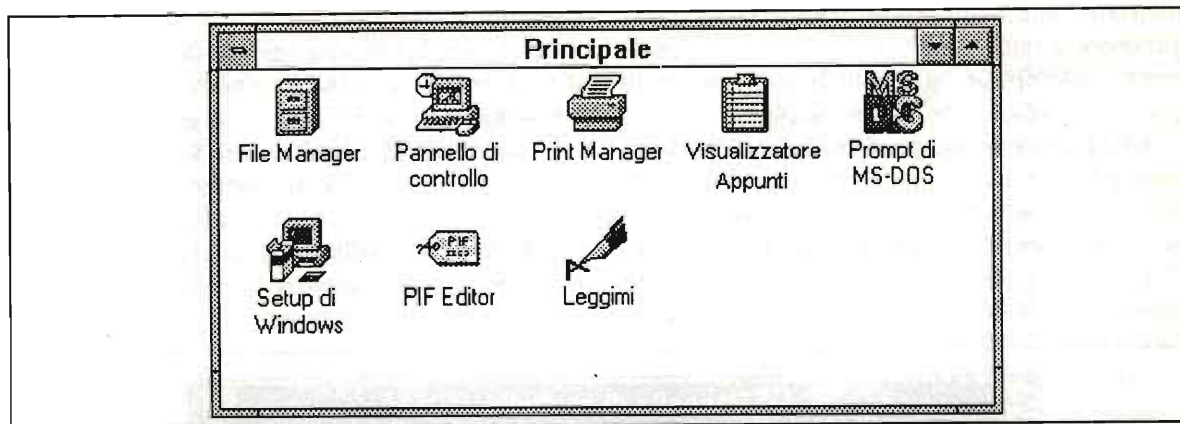 Principale
File Manager
Pannello di
controllo
Print Manager
Visualizzatore
Appunti
MS
DOS
Prompt di
MS-DOS
Setup di
Windows
PIF
PIF Editor
Leggimi